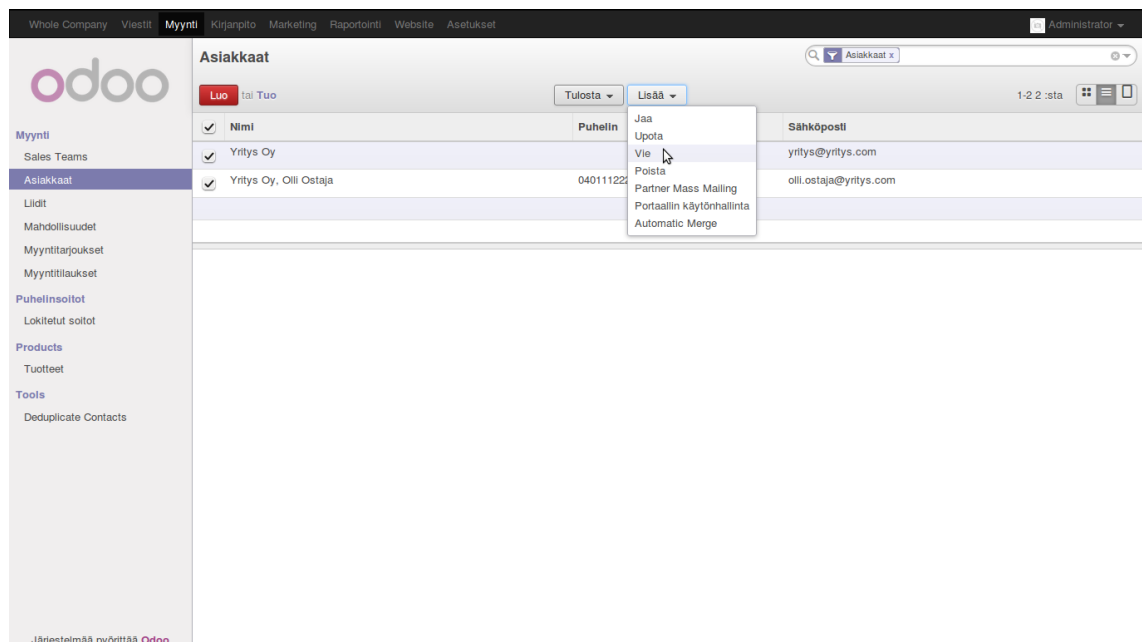 Whole Company Viestit Myynti Kirjanpito Marketing Raportointi Website Asetukset Administrator
odoo
Asiakkaat
Asiakkaat x
Luo tai Tuo
Tulosta Lisää
1-2 2 :sta
Myynti
Sales Teams
Asiakkaat
Liidit
Mahdollisuudet
Myyntitarjoukset
Myyntitilaukset
Puhelinsoitot
Lokitetut soitot
Products
Tuotteet
Tools
Deduplicate Contacts
Järjestelmää pyörittää Odoo
Nimi Puhelin Sähköposti
Yritys Oy yritys@yritys.com
Yritys Oy, Olli Ostaja 040111222 olli.ostaja@yritys.com
Jaa
Upota
Vie
Poista
Partner Mass Mailing
Portaallin käytönhallinta
Automatic Merge